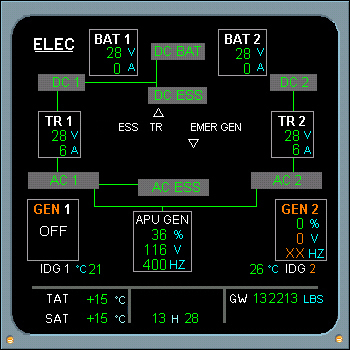 ELEC
BAT 1
28 V
0 A
DC BAT
BAT 2
28 V
0 A
DC 1
DC ESS
DC 2
TR 1
28 V
6 A
ESS TR
EMER GEN
TR 2
28 V
6 A
AC 1
AC ESS
AC 2
GEN 1
OFF
APU GEN
36 %
116 V
400 HZ
GEN 2
0 %
0 V
XX HZ
IDG 1 °C 21
26 °C IDG 2
TAT +15 °C
GW 132213 LBS
SAT +15 °C
13 H 28